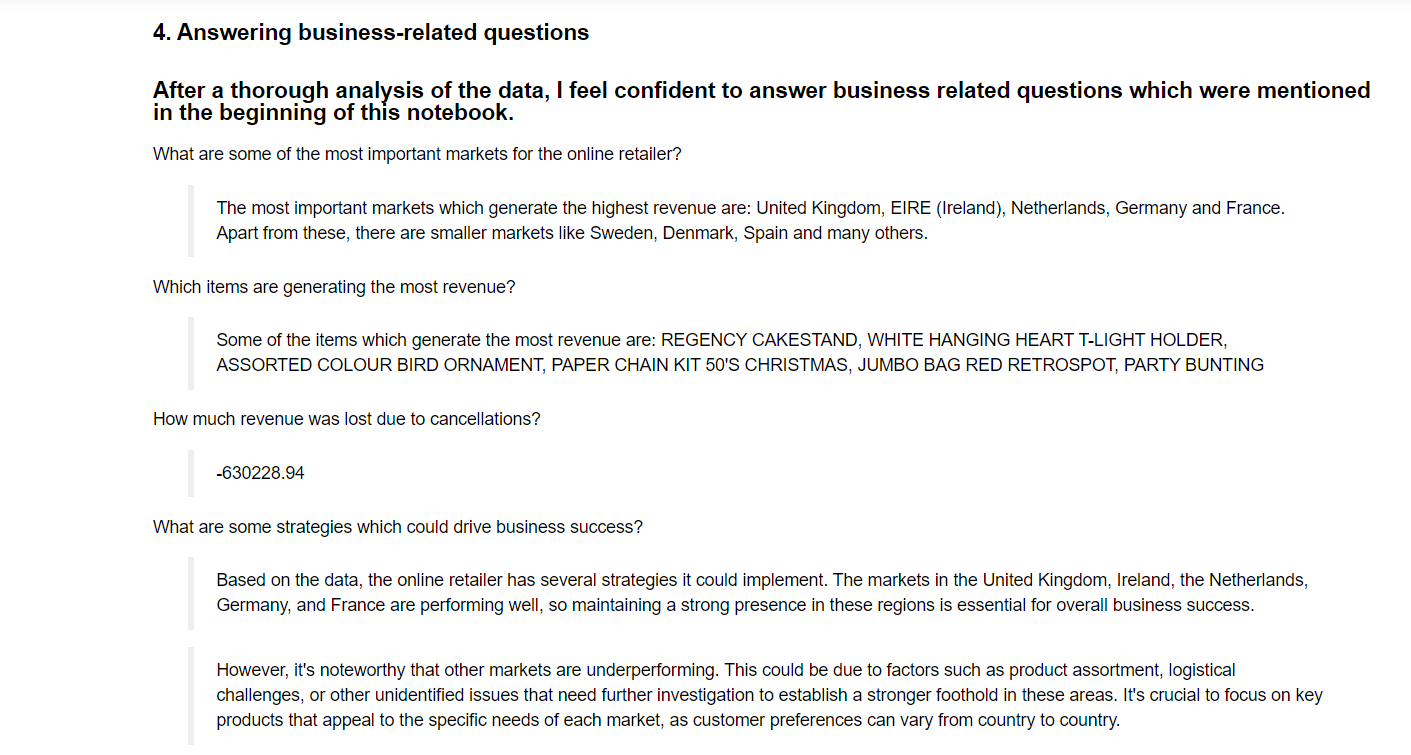 4. Answering business-related questions
After a thorough analysis of the data, I feel confident to answer business related questions which were mentioned
in the beginning of this notebook.
What are some of the most important markets for the online retailer?
The most important markets which generate the highest revenue are: United Kingdom, EIRE (Ireland), Netherlands, Germany and France.
Apart from these, there are smaller markets like Sweden, Denmark, Spain and many others.
Which items are generating the most revenue?
Some of the items which generate the most revenue are: REGENCY CAKESTAND, WHITE HANGING HEART T-LIGHT HOLDER,
ASSORTED COLOUR BIRD ORNAMENT, PAPER CHAIN KIT 50'S CHRISTMAS, JUMBO BAG RED RETROSPOT, PARTY BUNTING
How much revenue was lost due to cancellations?
-630228.94
What are some strategies which could drive business success?
Based on the data, the online retailer has several strategies it could implement. The markets in the United Kingdom, Ireland, the Netherlands,
Germany, and France are performing well, so maintaining a strong presence in these regions is essential for overall business success.
However, it's noteworthy that other markets are underperforming. This could be due to factors such as product assortment, logistical
challenges, or other unidentified issues that need further investigation to establish a stronger foothold in these areas. It's crucial to focus on key
products that appeal to the specific needs of each market, as customer preferences can vary from country to country.